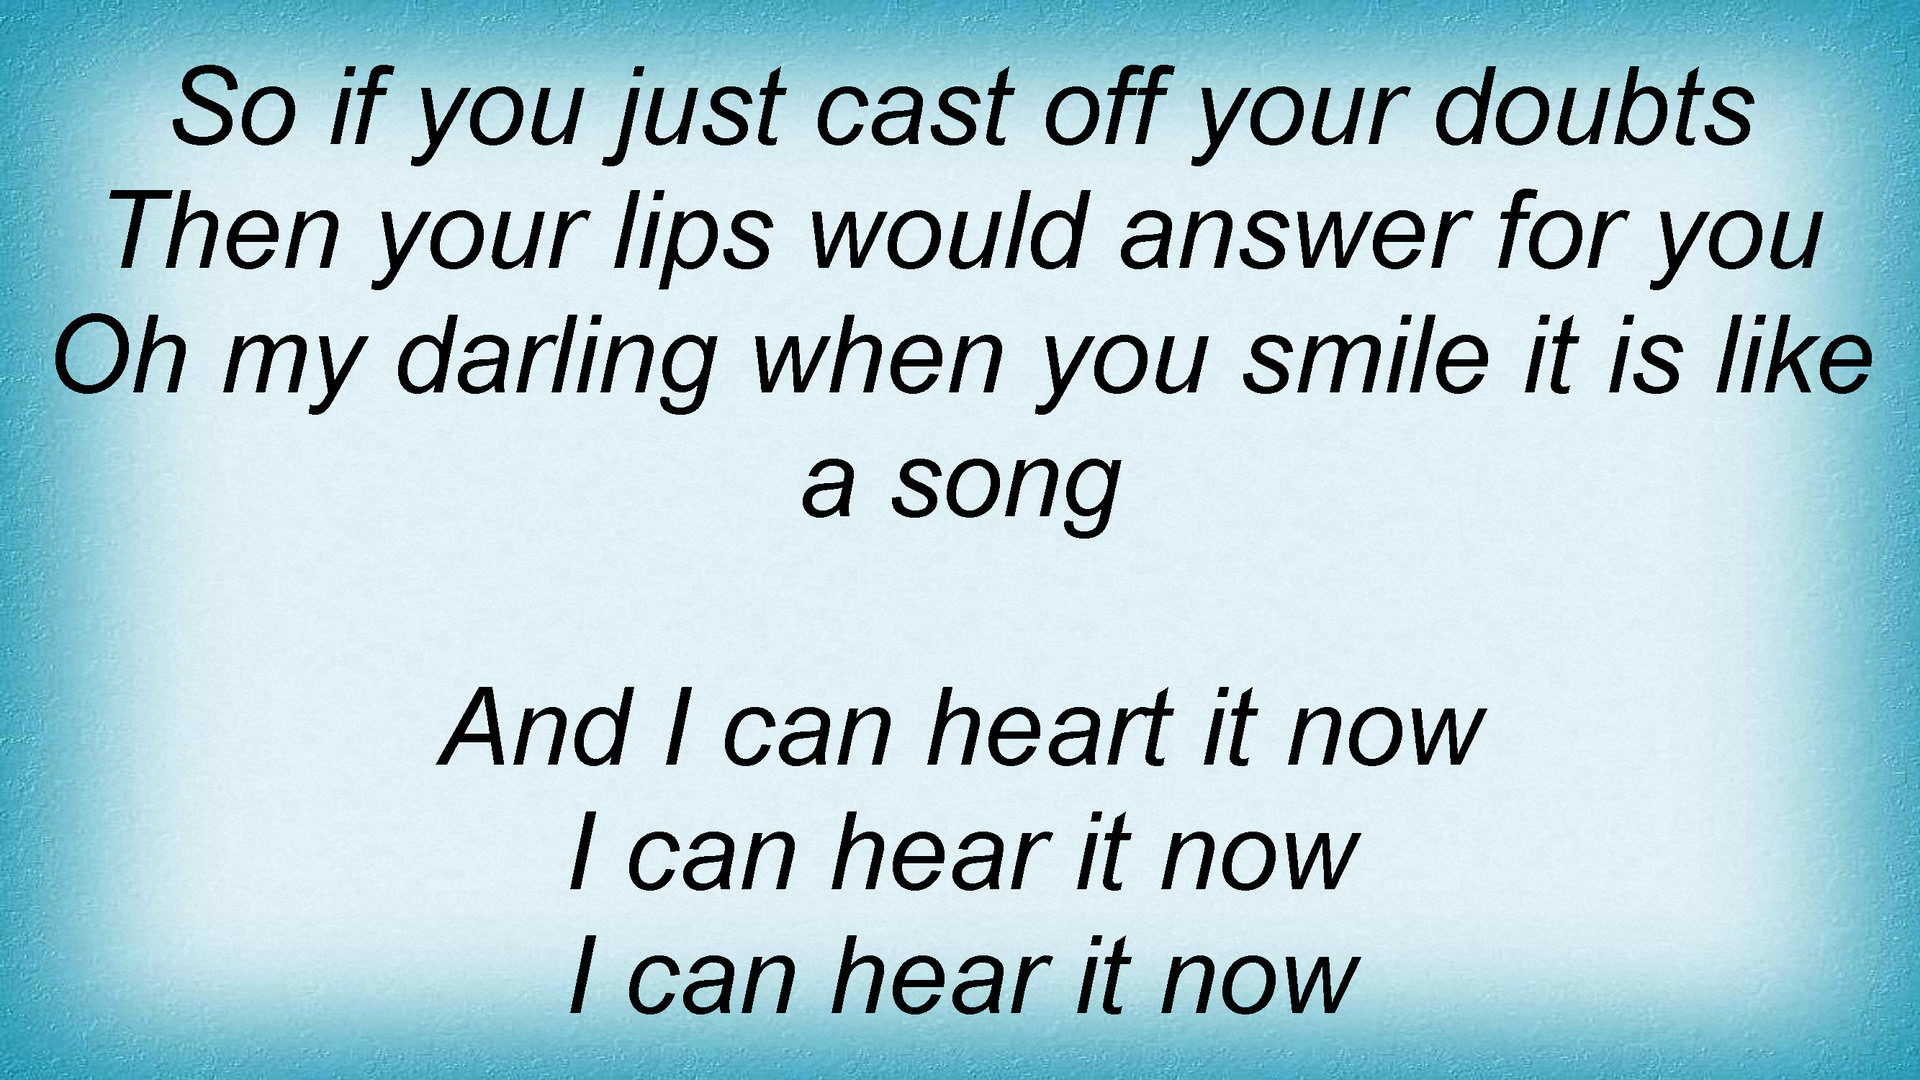 So if you just cast off your doubts
Then your lips would answer for you
Oh my darling when you smile it is like
a song
And I can heart it now
I can hear it now
I can hear it now